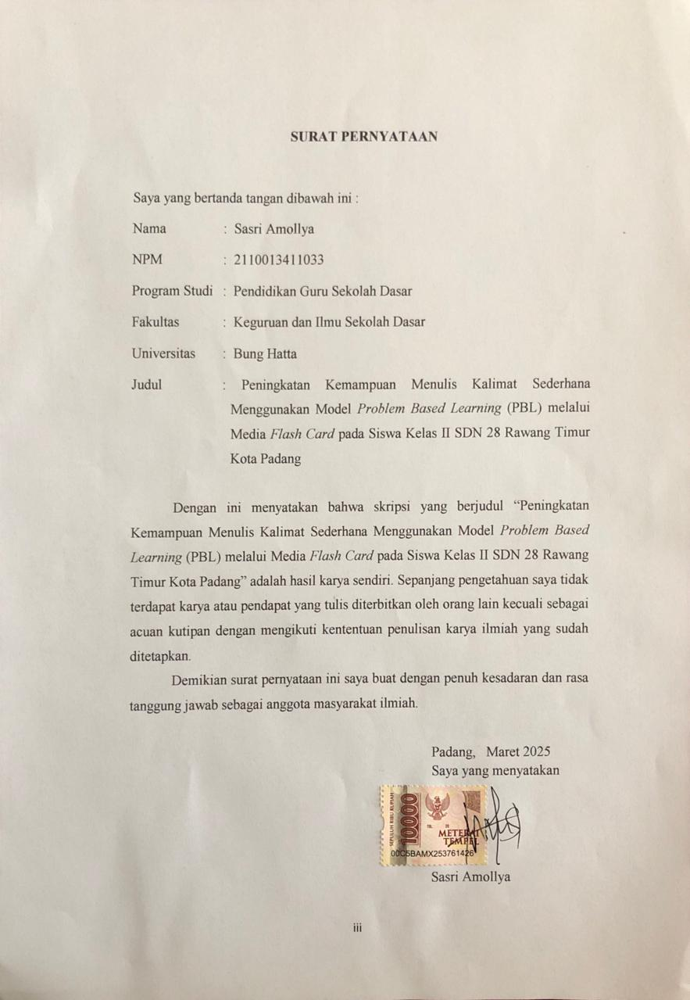 SURAT PERNYATAAN
Saya yang bertanda tangan dibawah ini :
Nama : Sasri Amollya
NPM : 2110013411033
Program Studi : Pendidikan Guru Sekolah Dasar
Fakultas : Keguruan dan Ilmu Sekolah Dasar
Universitas : Bung Hatta
Judul : Peningkatan Kemampuan Menulis Kalimat Sederhana
Menggunakan Model Problem Based Learning (PBL) melalui
Media Flash Card pada Siswa Kelas II SDN 28 Rawang Timur
Kota Padang
Dengan ini menyatakan bahwa skripsi yang berjudul “Peningkatan
Kemampuan Menulis Kalimat Sederhana Menggunakan Model Problem Based
Learning (PBL) melalui Media Flash Card pada Siswa Kelas II SDN 28 Rawang
Timur Kota Padang” adalah hasil karya sendiri. Sepanjang pengetahuan saya tidak
terdapat karya atau pendapat yang tulis diterbitkan oleh orang lain kecuali sebagai
acuan kutipan dengan mengikuti kententuan penulisan karya ilmiah yang sudah
ditetapkan.
Demikian surat pernyataan ini saya buat dengan penuh kesadaran dan rasa
tanggung jawab sebagai anggota masyarakat ilmiah.
Padang, Maret 2025
Saya yang menyatakan
SEPULUH RIBU RUPIAH
10000
TGL. 20
METERAI
TEMPEL
00C5BAMX253761426
Sasri Amollya
iii